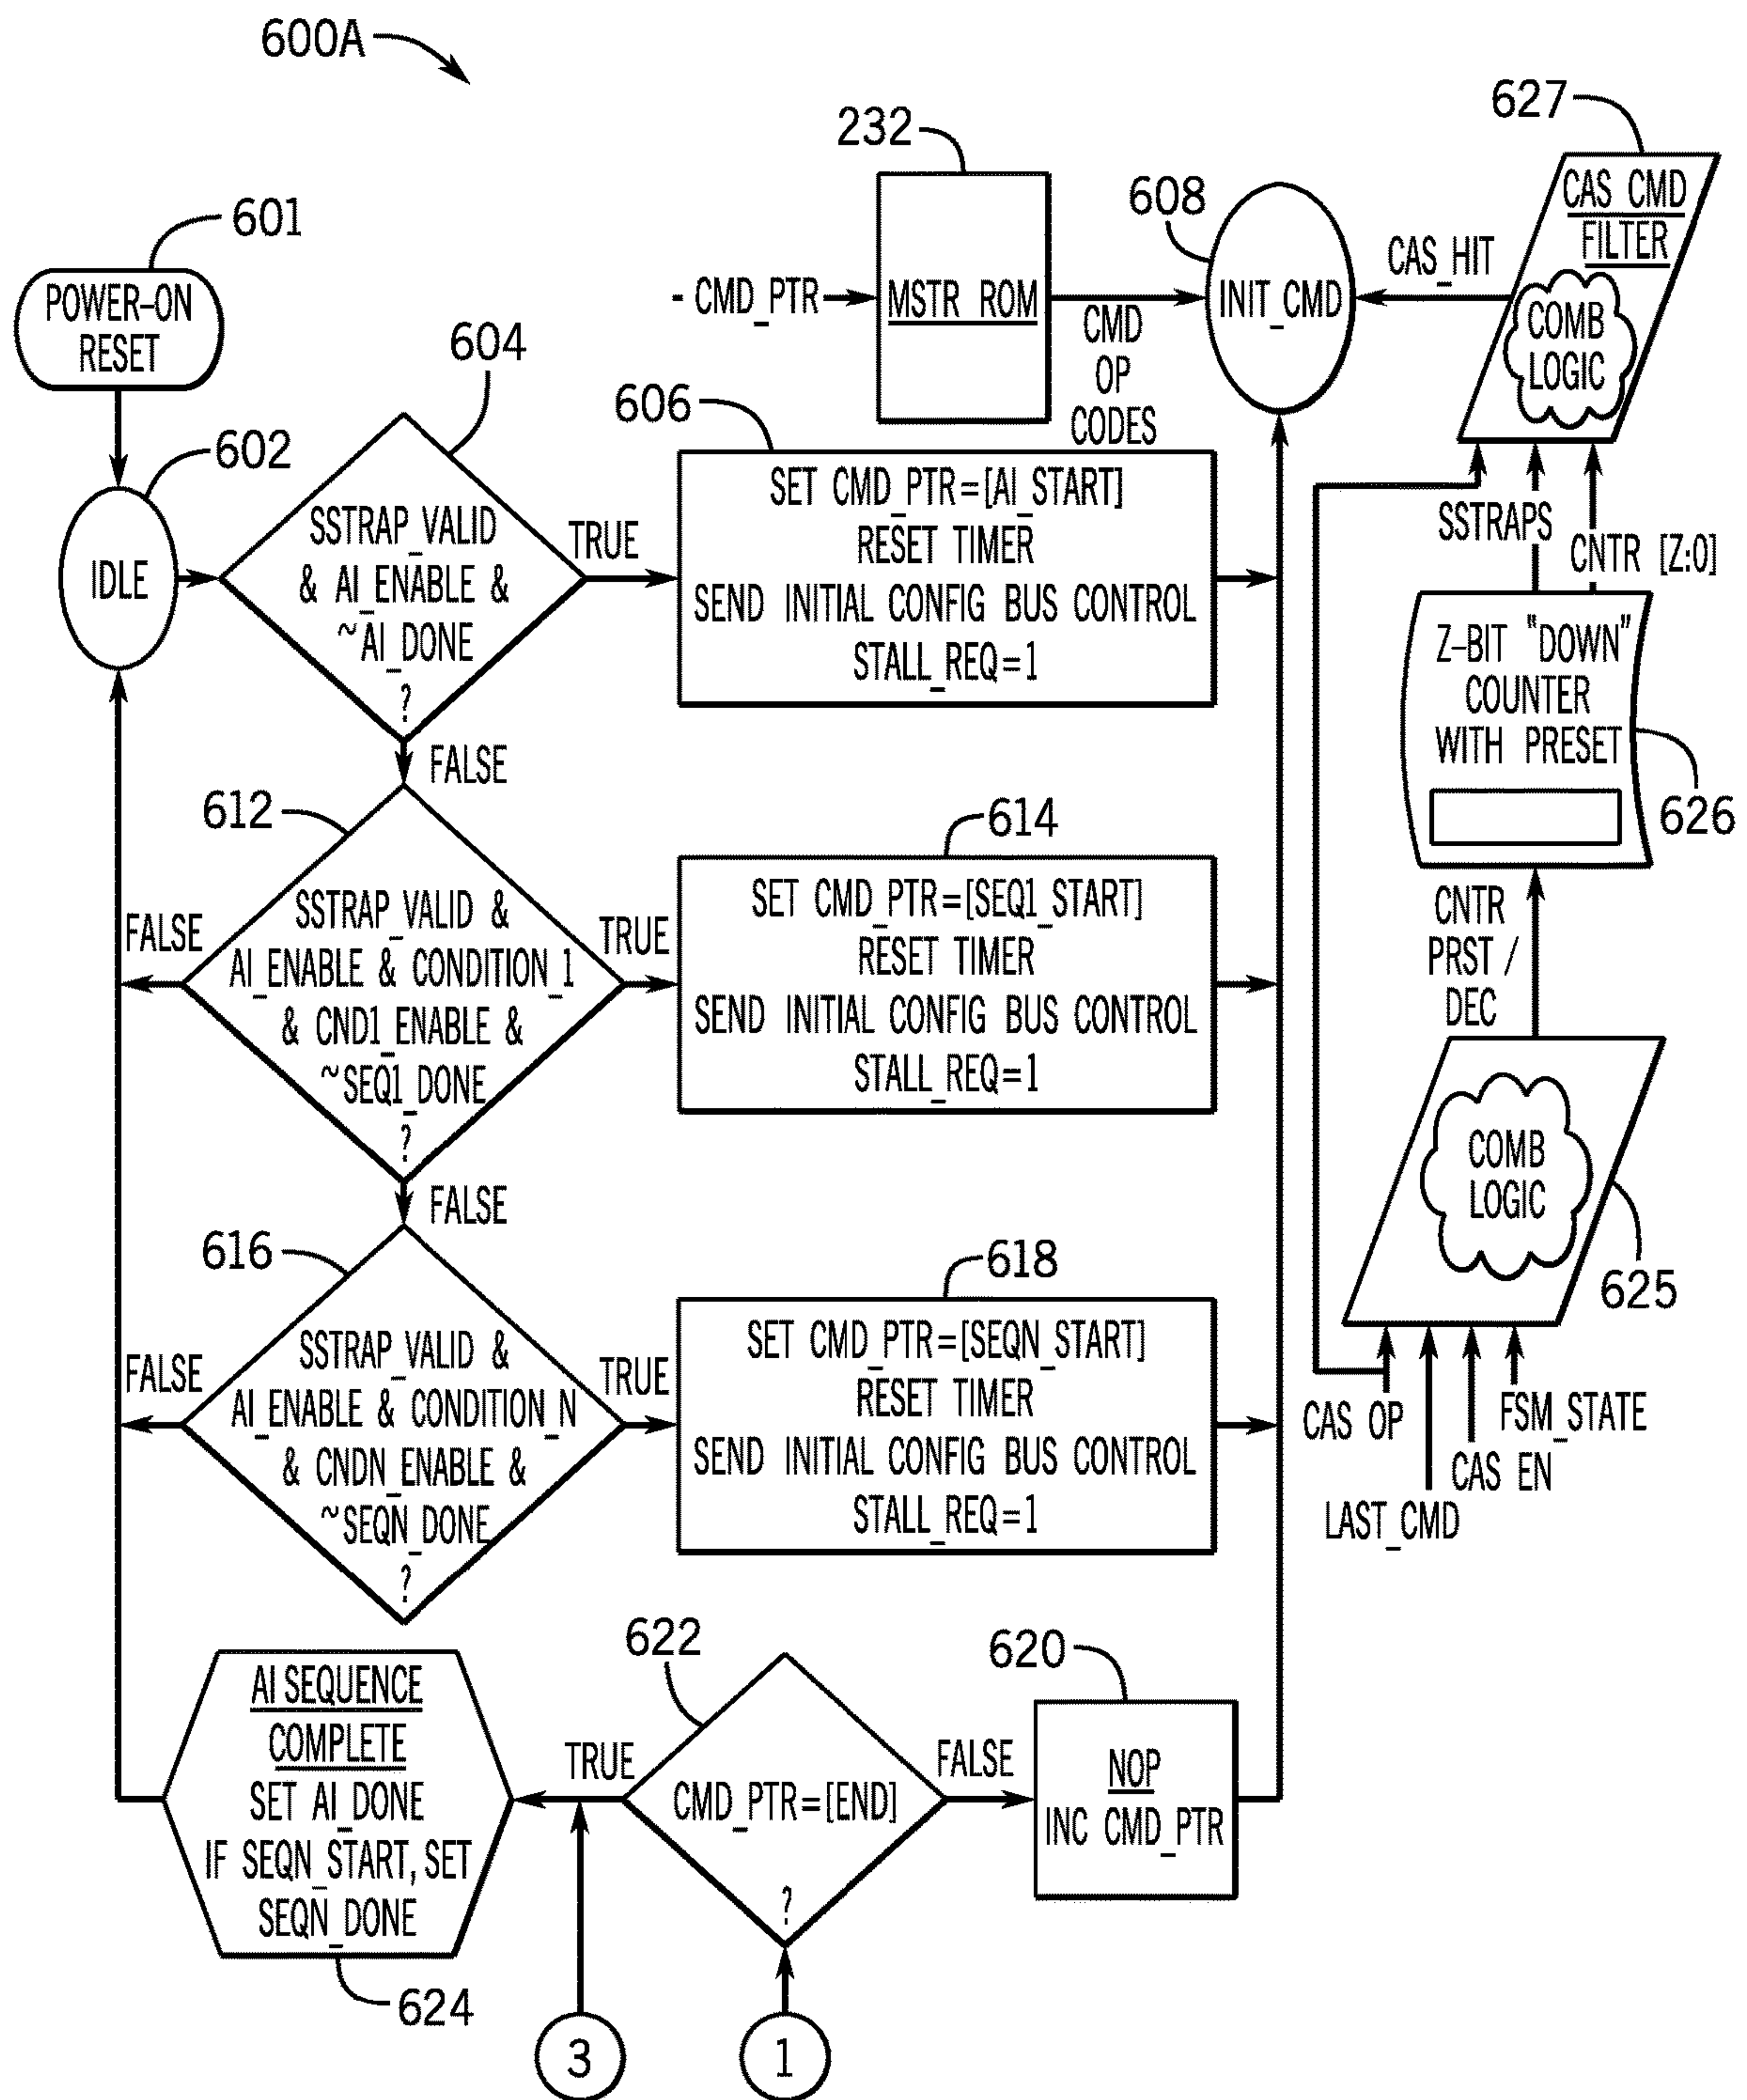 600A
627
232
608
CAS CMD
FILTER
COMB
LOGIC
601
POWER-ON
RESET
CAS_HIT
- CMD_PTR
MSTR ROM
INIT_CMD
CMD
OP
CODES
604
606
602
SSTRAP_VALID
& AI_ENABLE &
~AI_DONE
?
TRUE
SET CMD_PTR=[AI_START]
RESET TIMER
SEND INITIAL CONFIG BUS CONTROL
STALL_REQ=1
IDLE
SSTRAPS
CNTR [Z:0]
Z-BIT "DOWN"
COUNTER
WITH PRESET
626
FALSE
612
614
FALSE
SSTRAP_VALID &
AI_ENABLE & CONDITION_1
& CND1_ENABLE &
~SEQ1_DONE
?
TRUE
SET CMD_PTR=[SEQ1_START]
RESET TIMER
SEND INITIAL CONFIG BUS CONTROL
STALL_REQ=1
CNTR
PRST /
DEC
COMB
LOGIC
625
FALSE
616
618
FALSE
SSTRAP_VALID &
AI_ENABLE & CONDITION_N
& CNDN_ENABLE &
~SEQN_DONE
?
TRUE
SET CMD_PTR=[SEQN_START]
RESET TIMER
SEND INITIAL CONFIG BUS CONTROL
STALL_REQ=1
CAS OP
FSM_STATE
CAS EN
LAST_CMD
622
620
AI SEQUENCE
COMPLETE
SET AI_DONE
IF SEQN_START, SET
SEQN_DONE
TRUE
CMD_PTR=[END]
?
FALSE
NOP
INC CMD_PTR
624
3
1